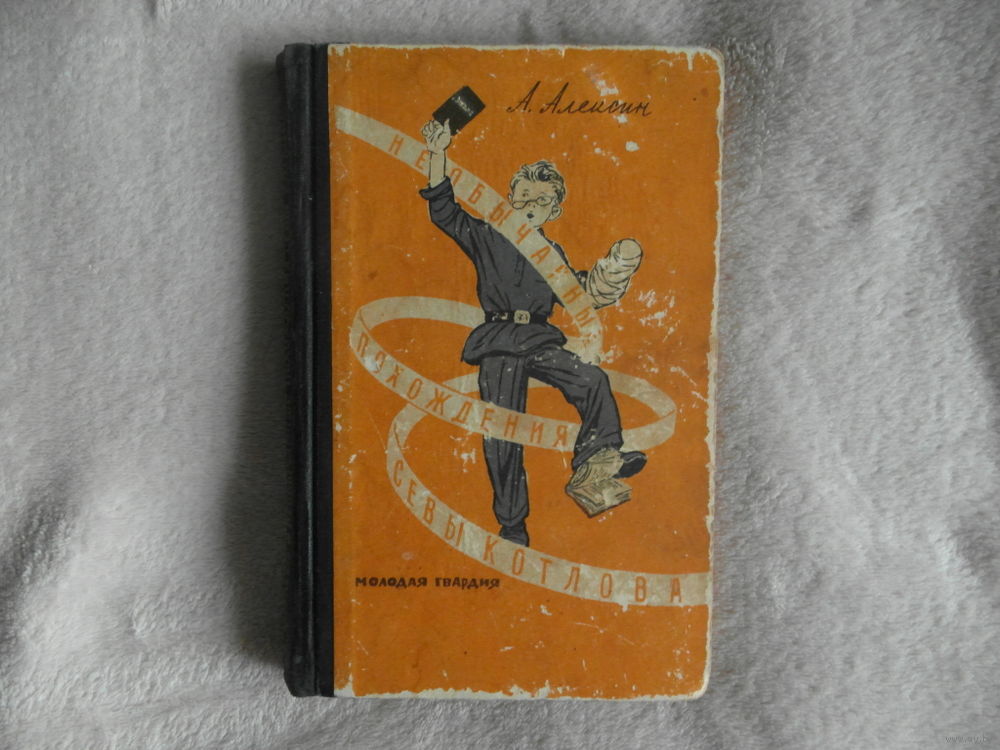 А. Алексин
НЕОБЫЧАЙНЫЕ
ПОХОЖДЕНИЯ
СЕВЫ КОТЛОВА
МОЛОДАЯ ГВАРДИЯ